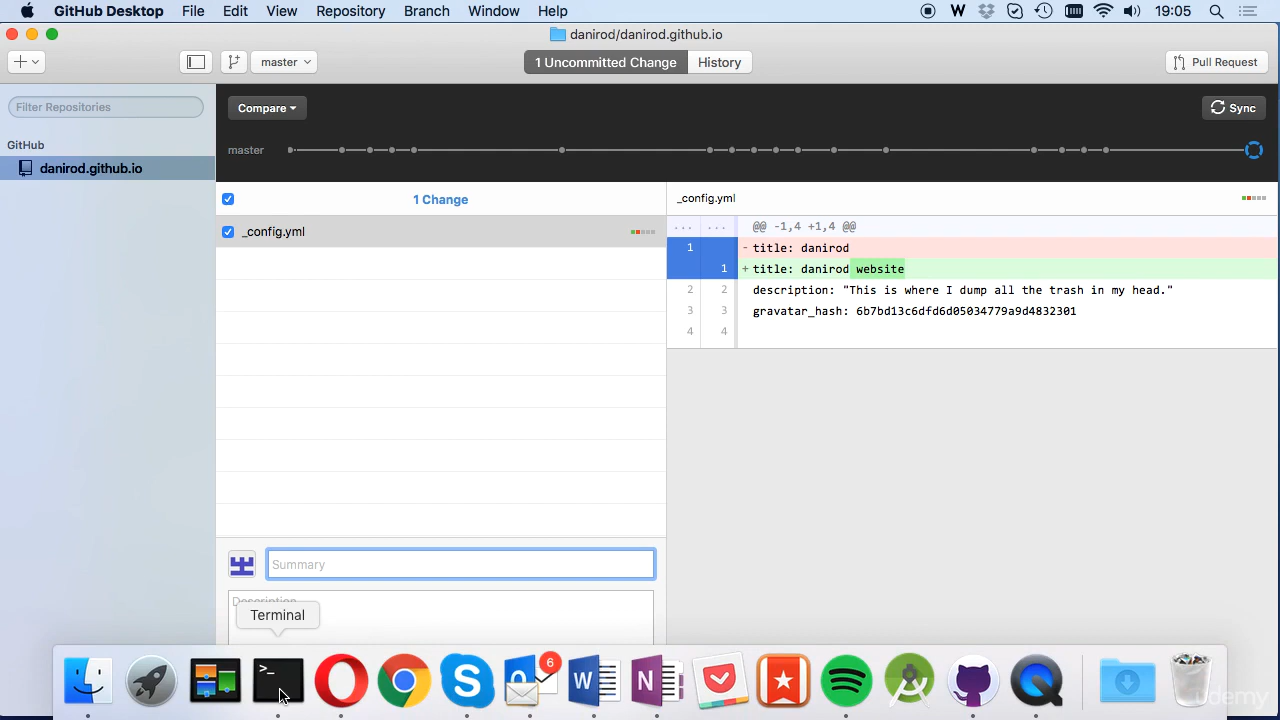 GitHub Desktop File Edit View Repository Branch Window Help 19:05
danirod/danirod.github.io
master 1 Uncommitted Change History Pull Request
Filter Repositories
Compare Sync
GitHub
master
danirod.github.io
1 Change
_config.yml
_config.yml
... ... @@ -1,4 +1,4 @@
1 - title: danirod
1 + title: danirod website
2 2 description: "This is where I dump all the trash in my head."
3 3 gravatar_hash: 6b7bd13c6dfd6d05034779a9d4832301
4 4
Summary
Description
Terminal
>_
6
W
N
udemy